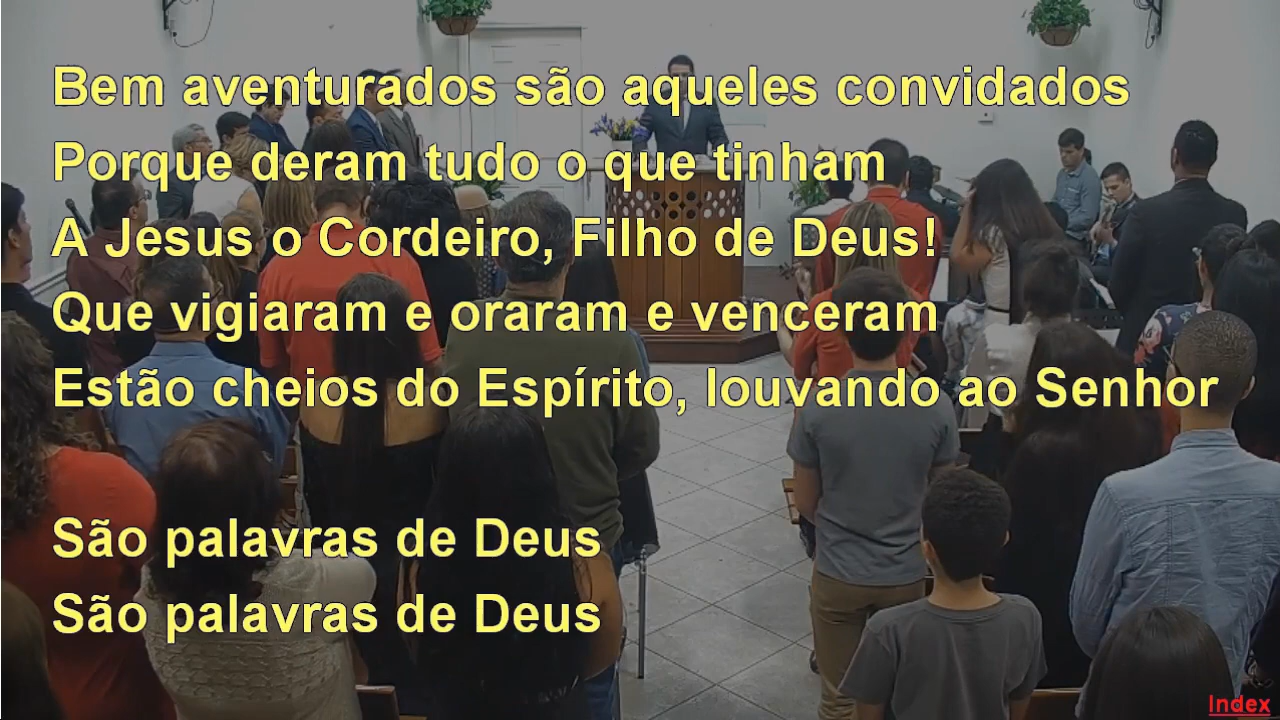 Bem aventurados são aqueles convidados
Porque deram tudo o que tinham
A Jesus o Cordeiro, Filho de Deus!
Que vigiaram e oraram e venceram
Estão cheios do Espírito, louvando ao Senhor
São palavras de Deus
São palavras de Deus
Index